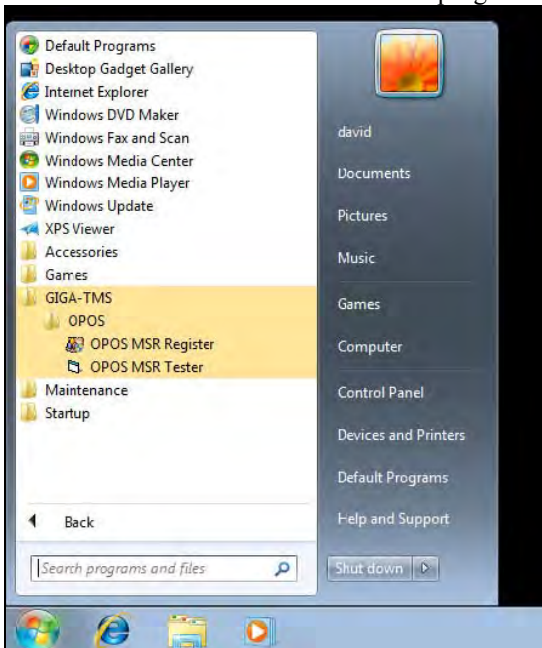 Default Programs
Desktop Gadget Gallery
Internet Explorer
Windows DVD Maker
Windows Fax and Scan
Windows Media Center
Windows Media Player
Windows Update
XPS Viewer
Accessories
Games
GIGA-TMS
OPOS
OPOS MSR Register
OPOS MSR Tester
Maintenance
Startup
Back
Search programs and files
david
Documents
Pictures
Music
Games
Computer
Control Panel
Devices and Printers
Default Programs
Help and Support
Shut down